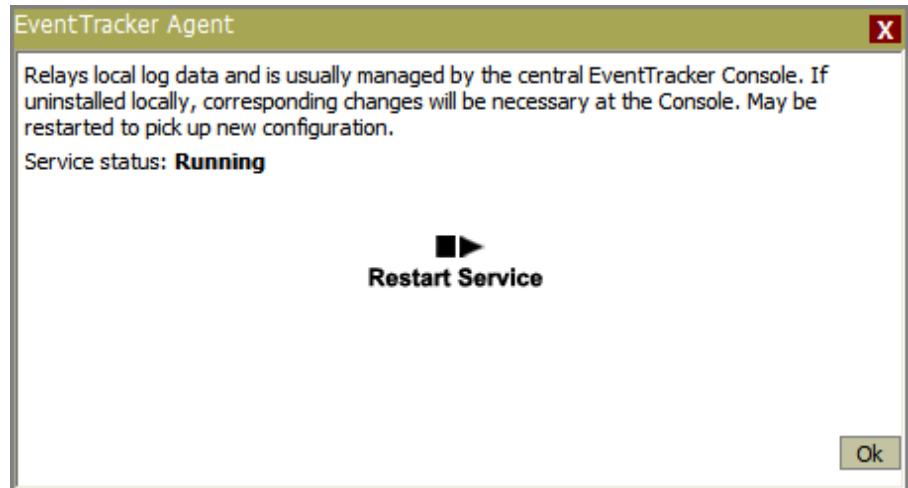 EventTracker Agent
X
Relays local log data and is usually managed by the central EventTracker Console. If
uninstalled locally, corresponding changes will be necessary at the Console. May be
restarted to pick up new configuration.
Service status: Running
Restart Service
Ok